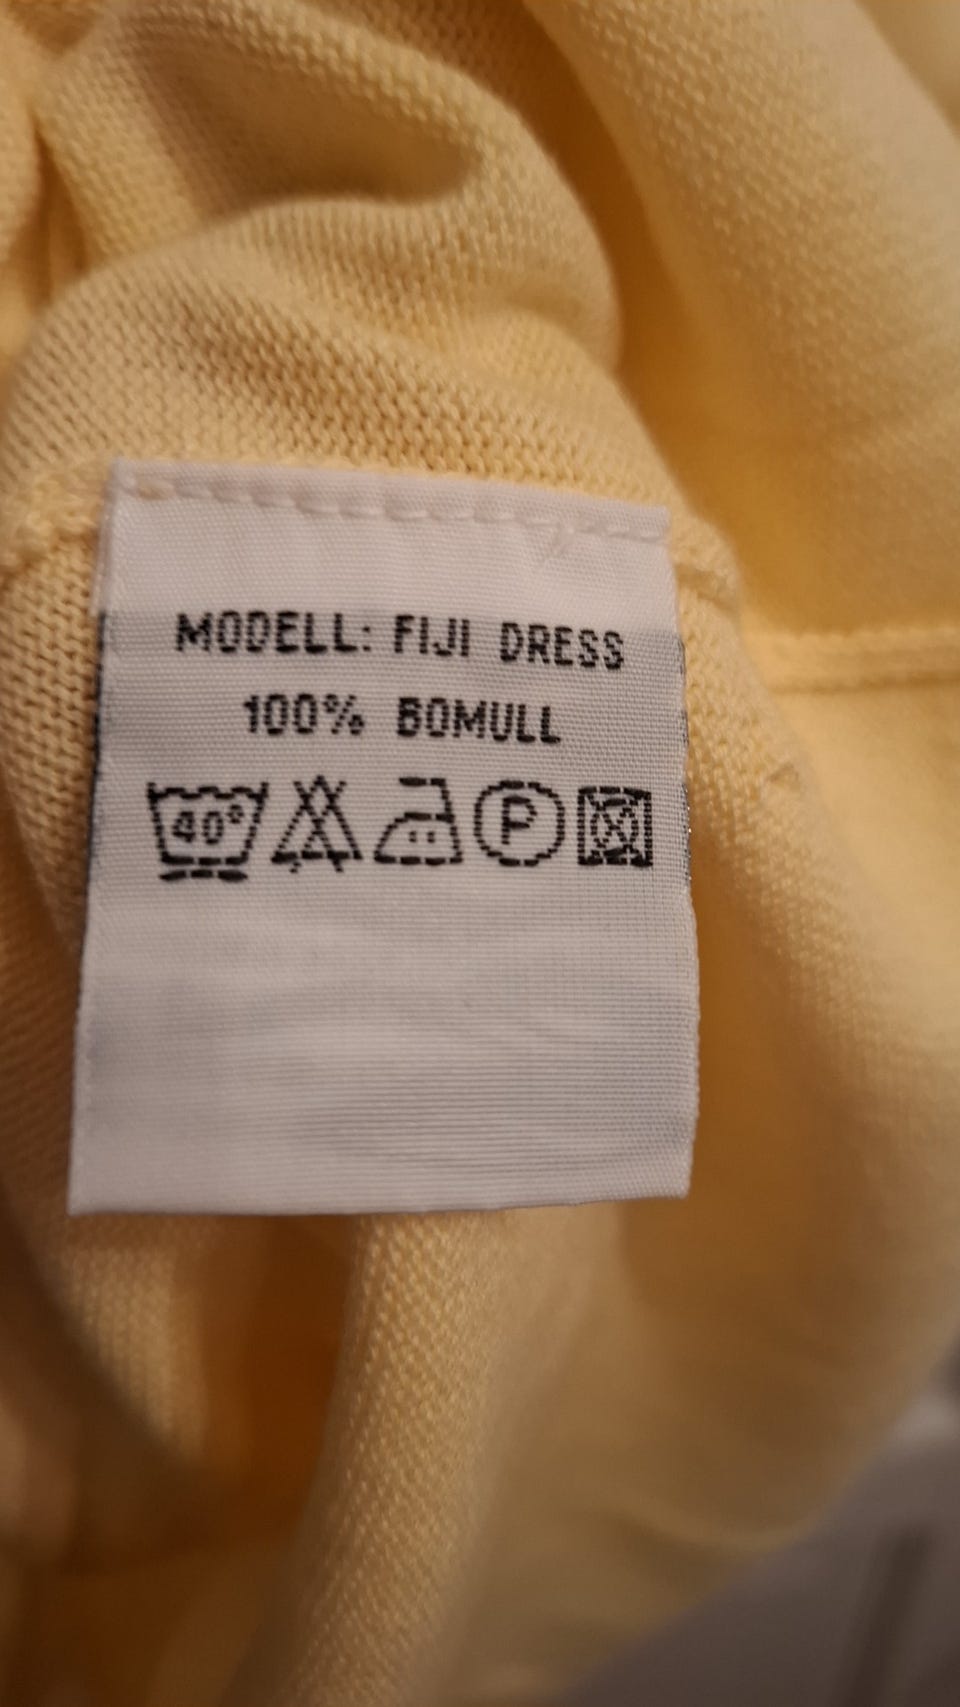 MODELL: FIJI DRESS
100% BOMULL
40°
P